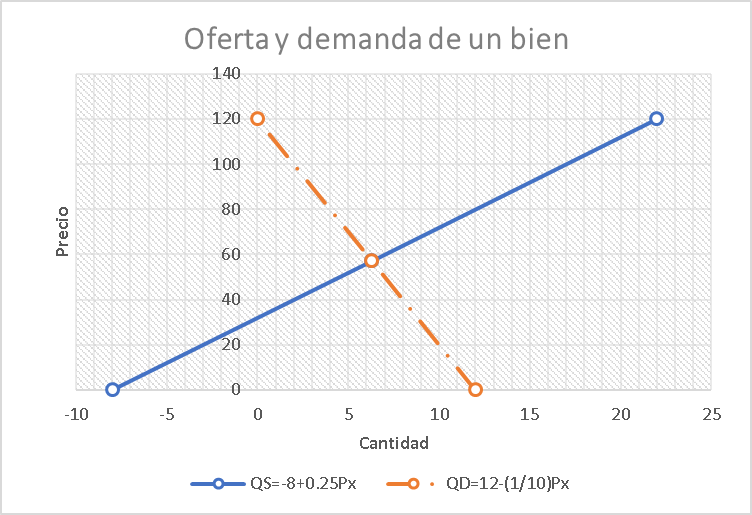 Oferta y demanda de un bien
140
120
100
80
60
40
20
0
Precio
-10 -5 0 5 10 15 20 25
Cantidad
QS=-8+0.25Px QD=12-(1/10)Px